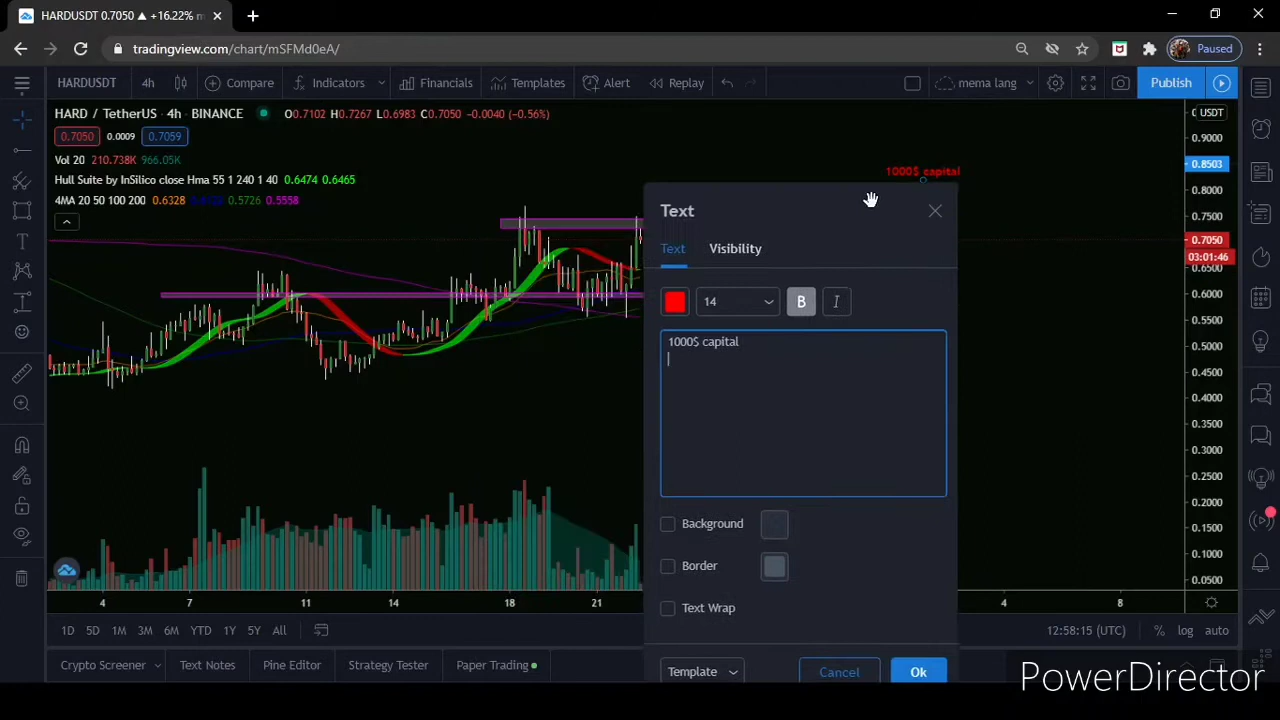 HARDUSDT 0.7050 ▲ +16.22%
tradingview.com/chart/mSFMd0eA/
Paused
HARDUSDT 4h Compare Indicators Financials Templates Alert Replay mema lang Publish
HARD / TetherUS · 4h · BINANCE O0.7102 H0.7267 L0.6983 C0.7050 −0.0040 (−0.56%)
USDT
0.7050 0.0009 0.7059
0.9000
Vol 20 210.738K 966.05K
0.8503
1000$ capital
Hull Suite by InSilico close Hma 55 1 240 1 40 0.6474 0.6465
0.8000
4MA 20 50 100 200 0.6328 0.5726 0.5558
0.7500
0.7050
03:01:46
0.6500
0.6000
0.5500
0.5000
0.4500
0.4000
0.3500
0.3000
0.2500
0.2000
0.1500
0.1000
0.0500
Text
Text Visibility
14 B I
1000$ capital
Background
Border
Text Wrap
Template Cancel Ok
4 7 11 14 18 21 4 8
1D 5D 1M 3M 6M YTD 1Y 5Y All 12:58:15 (UTC) % log auto
Crypto Screener Text Notes Pine Editor Strategy Tester Paper Trading
PowerDirector